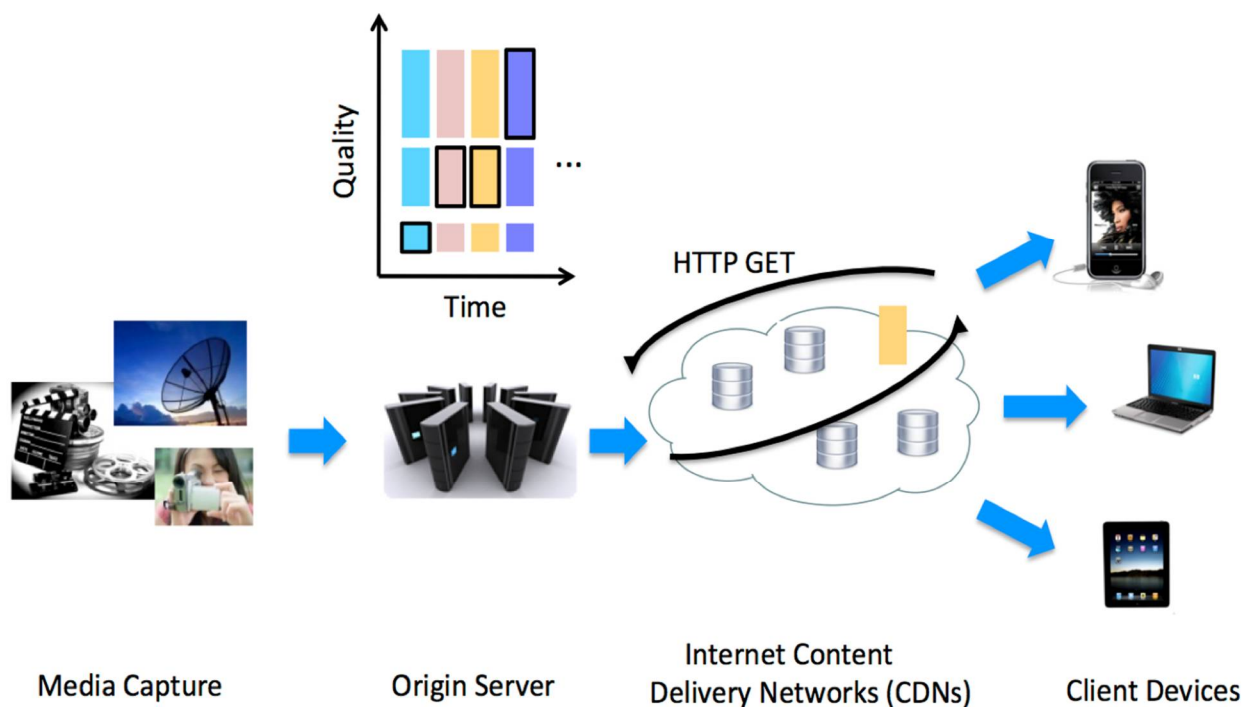 Quality
...
Time
HTTP GET
Media Capture
Origin Server
Internet Content
Delivery Networks (CDNs)
Client Devices